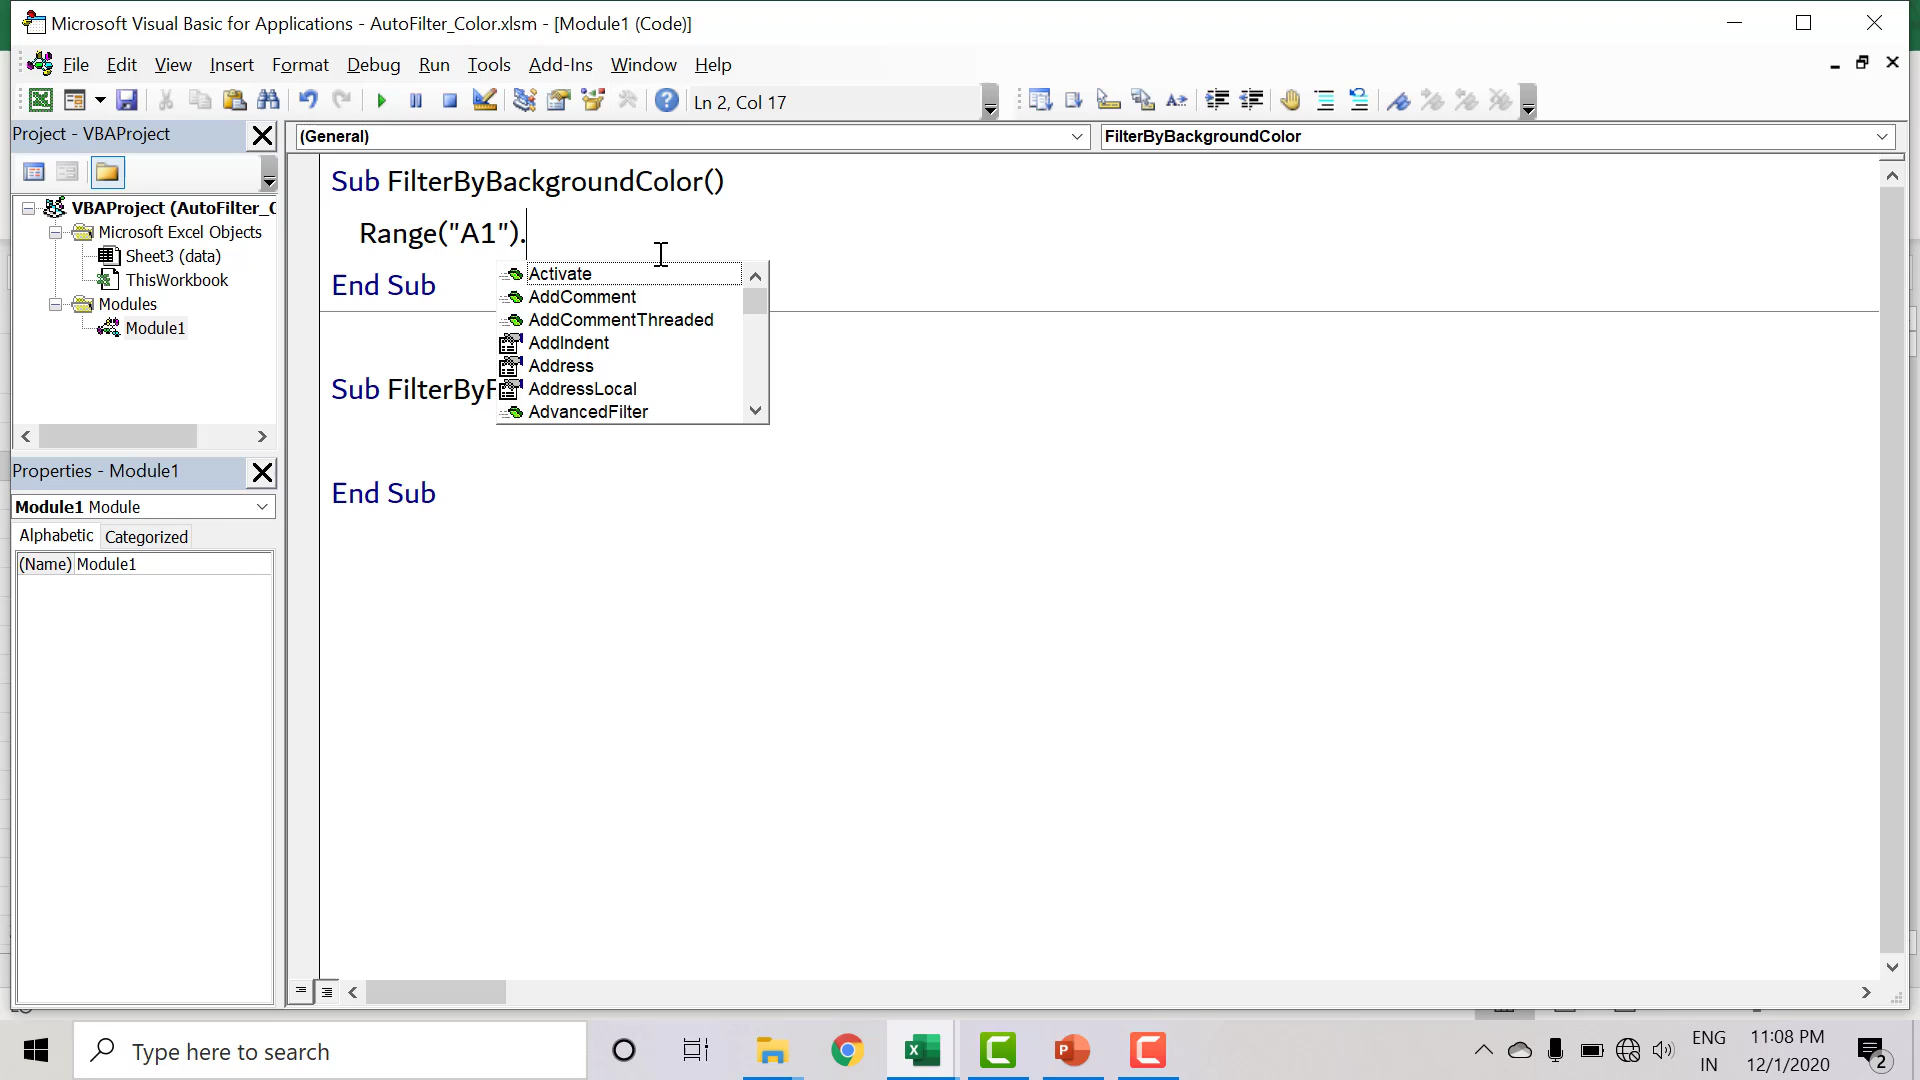 Microsoft Visual Basic for Applications - AutoFilter_Color.xlsm - [Module1 (Code)]
File Edit View Insert Format Debug Run Tools Add-Ins Window Help
Ln 2, Col 17
Project - VBAProject
(General)
FilterByBackgroundColor
VBAProject (AutoFilter_C
Microsoft Excel Objects
Sheet3 (data)
ThisWorkbook
Modules
Module1
Sub FilterByBackgroundColor()
Range("A1").
End Sub
Activate
AddComment
AddCommentThreaded
AddIndent
Address
AddressLocal
AdvancedFilter
Sub FilterByF
End Sub
Properties - Module1
Module1 Module
Alphabetic Categorized
(Name) Module1
Type here to search
ENG
IN
11:08 PM
12/1/2020
2